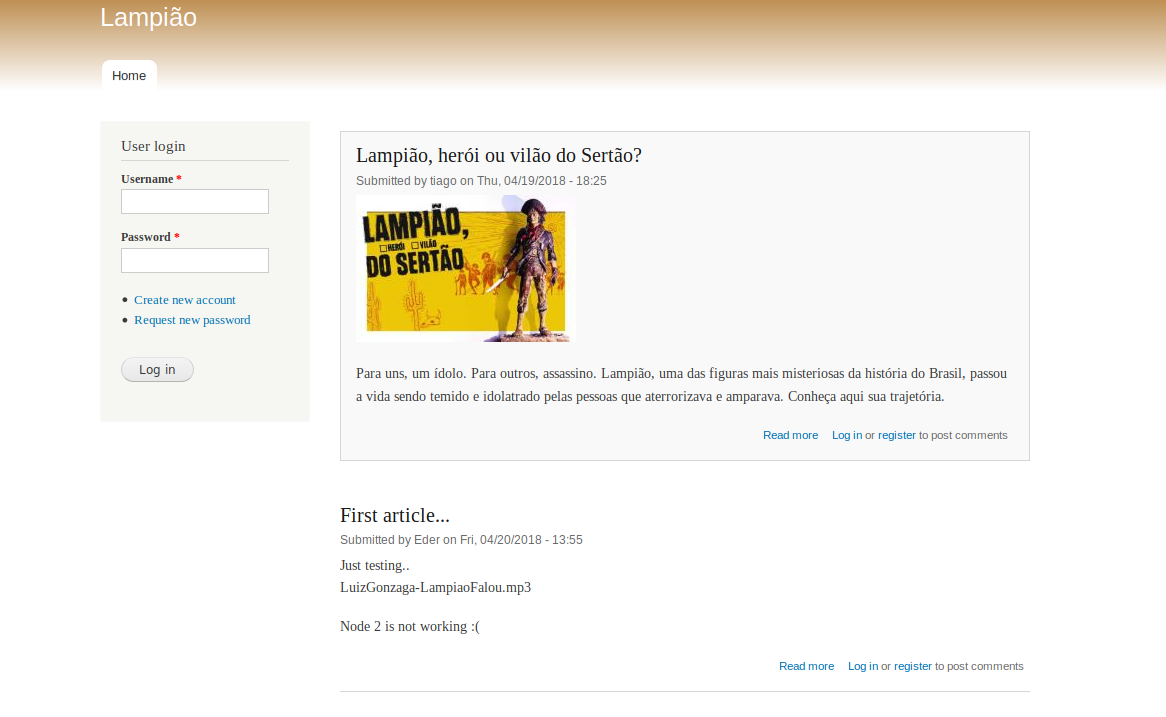 Lampião
Home
User login
Username *
Password *
Create new account
Request new password
Log in
Lampião, herói ou vilão do Sertão?
Submitted by tiago on Thu, 04/19/2018 - 18:25
LAMPIÃO,
HERÓI VILÃO
DO SERTÃO
Para uns, um ídolo. Para outros, assassino. Lampião, uma das figuras mais misteriosas da história do Brasil, passou
a vida sendo temido e idolatrado pelas pessoas que aterrorizava e amparava. Conheça aqui sua trajetória.
Read more Log in or register to post comments
First article...
Submitted by Eder on Fri, 04/20/2018 - 13:55
Just testing..
LuizGonzaga-LampiaoFalou.mp3
Node 2 is not working :(
Read more Log in or register to post comments